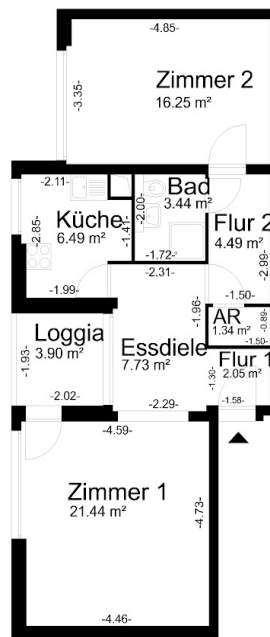 -4.85-
-3.35-
Zimmer 2
16.25 m²
-2.11-
Bad
3.44 m²
-2.00-
-1.41-
Küche
6.49 m²
-2.85-
Flur 2
4.49 m²
-2.99-
-1.72-
-2.31-
-1.99-
-1.50-
-1.96-
AR
1.34 m²
-0.89-
-1.50-
Loggia
3.90 m²
-1.93-
Essdiele
7.73 m²
Flur 1
2.05 m²
-1.30-
-2.02-
-2.29-
-1.58-
-4.59-
Zimmer 1
21.44 m²
-4.73-
-4.46-